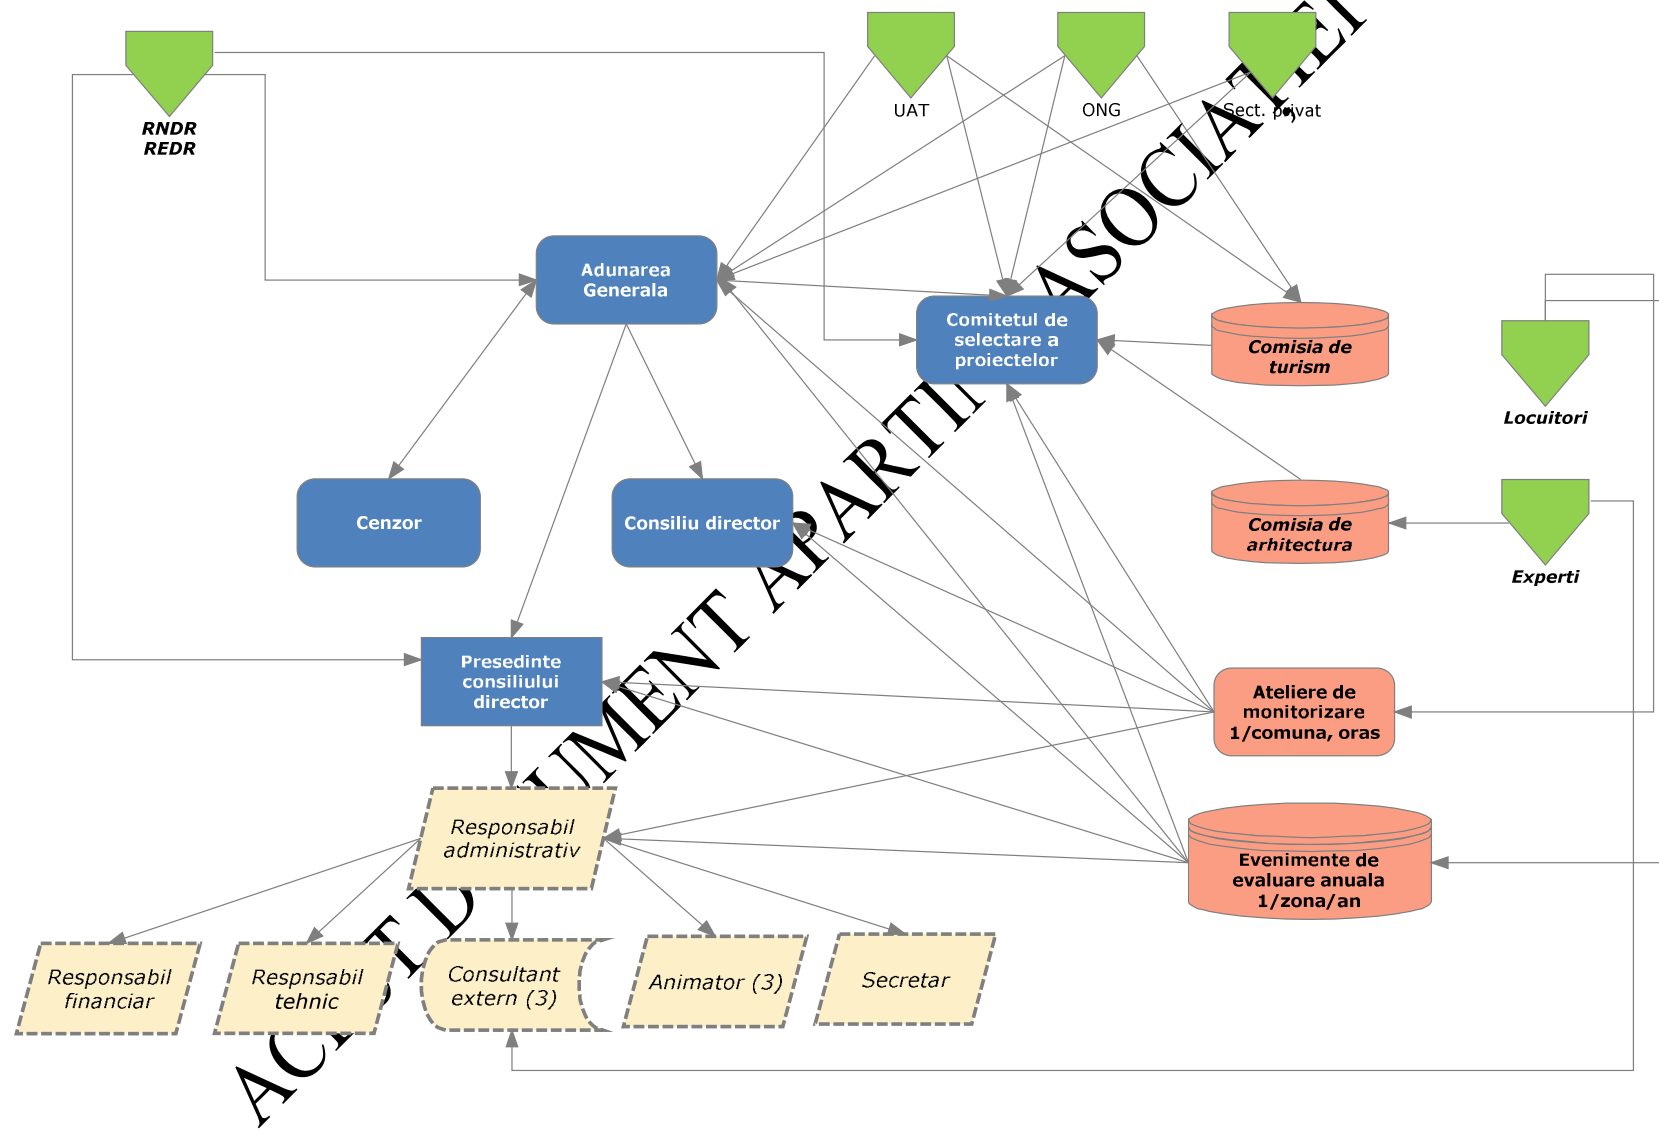 UAT
ONG
Sect. privat
RNDR
REDR
Adunarea
Generala
Comitetul de
selectare a
proiectelor
Comisia de
turism
Locuitori
Cenzor
Consiliu director
Comisia de
arhitectura
Experti
Presedinte
consiliului
director
Ateliere de
monitorizare
1/comuna, oras
Responsabil
administrativ
Evenimente de
evaluare anuala
1/zona/an
Responsabil
financiar
Respnsabil
tehnic
Consultant
extern (3)
Animator (3)
Secretar